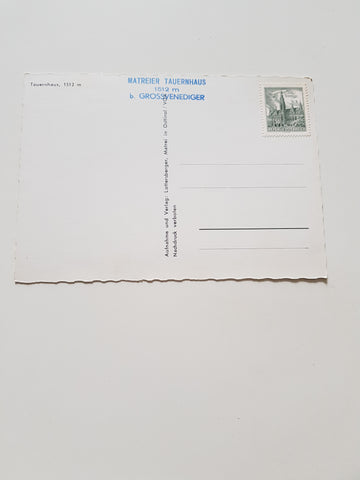 Tauernhaus, 1512 m
MATREIER TAUERNHAUS
1512 m
b. GROSSVENEDIGER
Aufnahme und Verlag: Lottersberger, Matrei in Osttirol
Nachdruck verboten